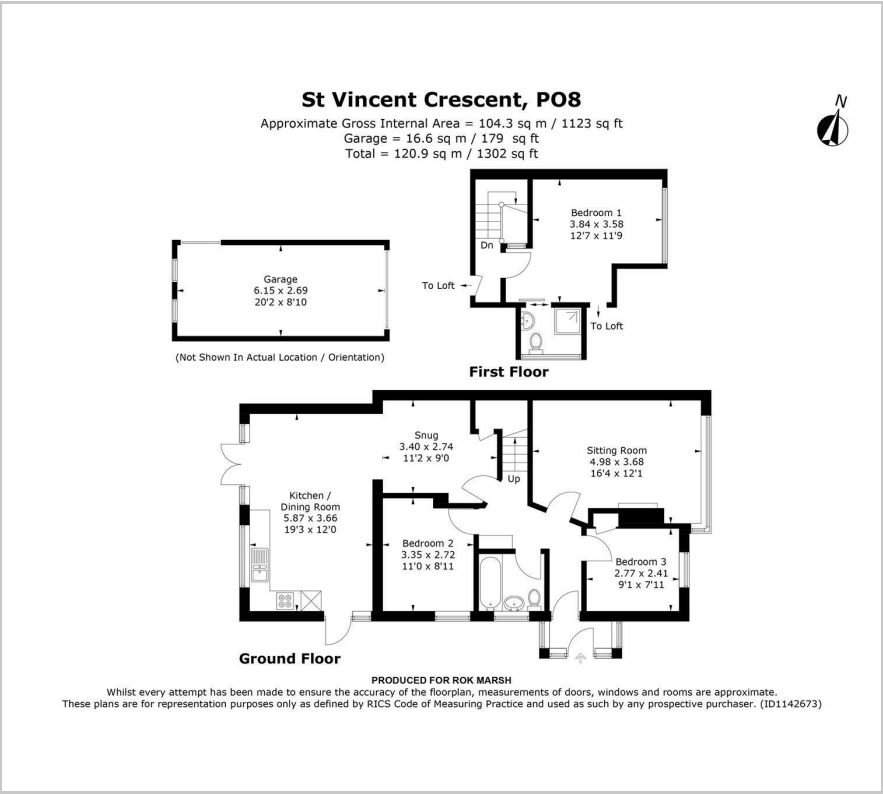 St Vincent Crescent, PO8
Approximate Gross Internal Area = 104.3 sq m / 1123 sq ft
Garage = 16.6 sq m / 179 sq ft
Total = 120.9 sq m / 1302 sq ft
N
Bedroom 1
3.84 x 3.58
12'7 x 11'9
Dn
To Loft
To Loft
First Floor
Garage
6.15 x 2.69
20'2 x 8'10
(Not Shown In Actual Location / Orientation)
Snug
3.40 x 2.74
11'2 x 9'0
Up
Sitting Room
4.98 x 3.68
16'4 x 12'1
Kitchen /
Dining Room
5.87 x 3.66
19'3 x 12'0
Bedroom 2
3.35 x 2.72
11'0 x 8'11
Bedroom 3
2.77 x 2.41
9'1 x 7'11
Ground Floor
PRODUCED FOR ROK MARSH
Whilst every attempt has been made to ensure the accuracy of the floorplan, measurements of doors, windows and rooms are approximate.
These plans are for representation purposes only as defined by RICS Code of Measuring Practice and used as such by any prospective purchaser. (ID1142673)